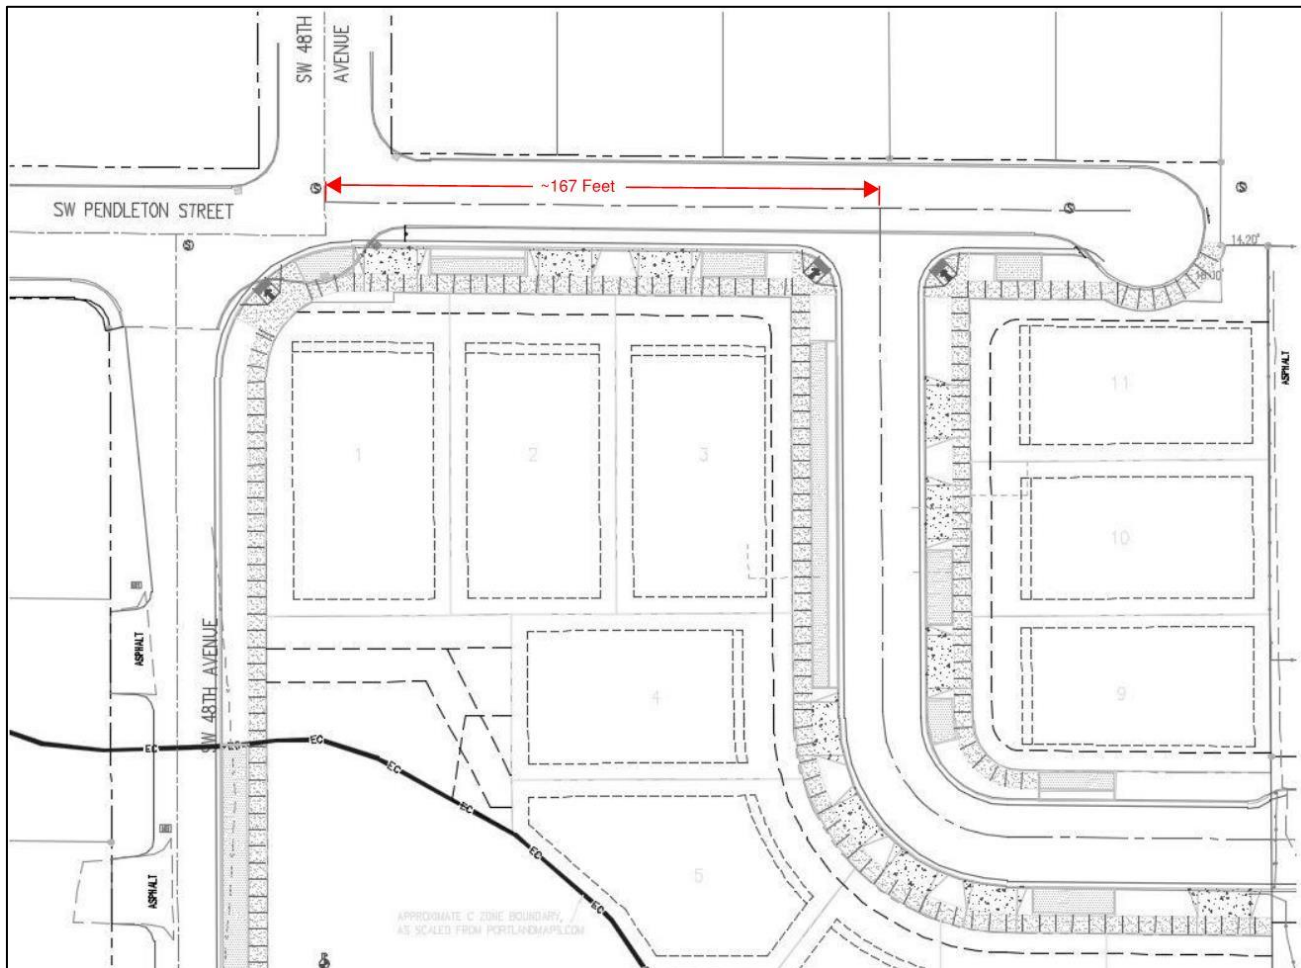 SW 48TH
AVENUE
~167 Feet
SW PENDLETON STREET
14.20'
ASPHALT
11
1
2
3
10
ASPHALT
SW 48TH AVENUE
4
9
EC
EC
EC
EC
EC
EC
5
ASPHALT
APPROXIMATE C ZONE BOUNDARY,
AS SCALED FROM PORTLANDMAPS.COM